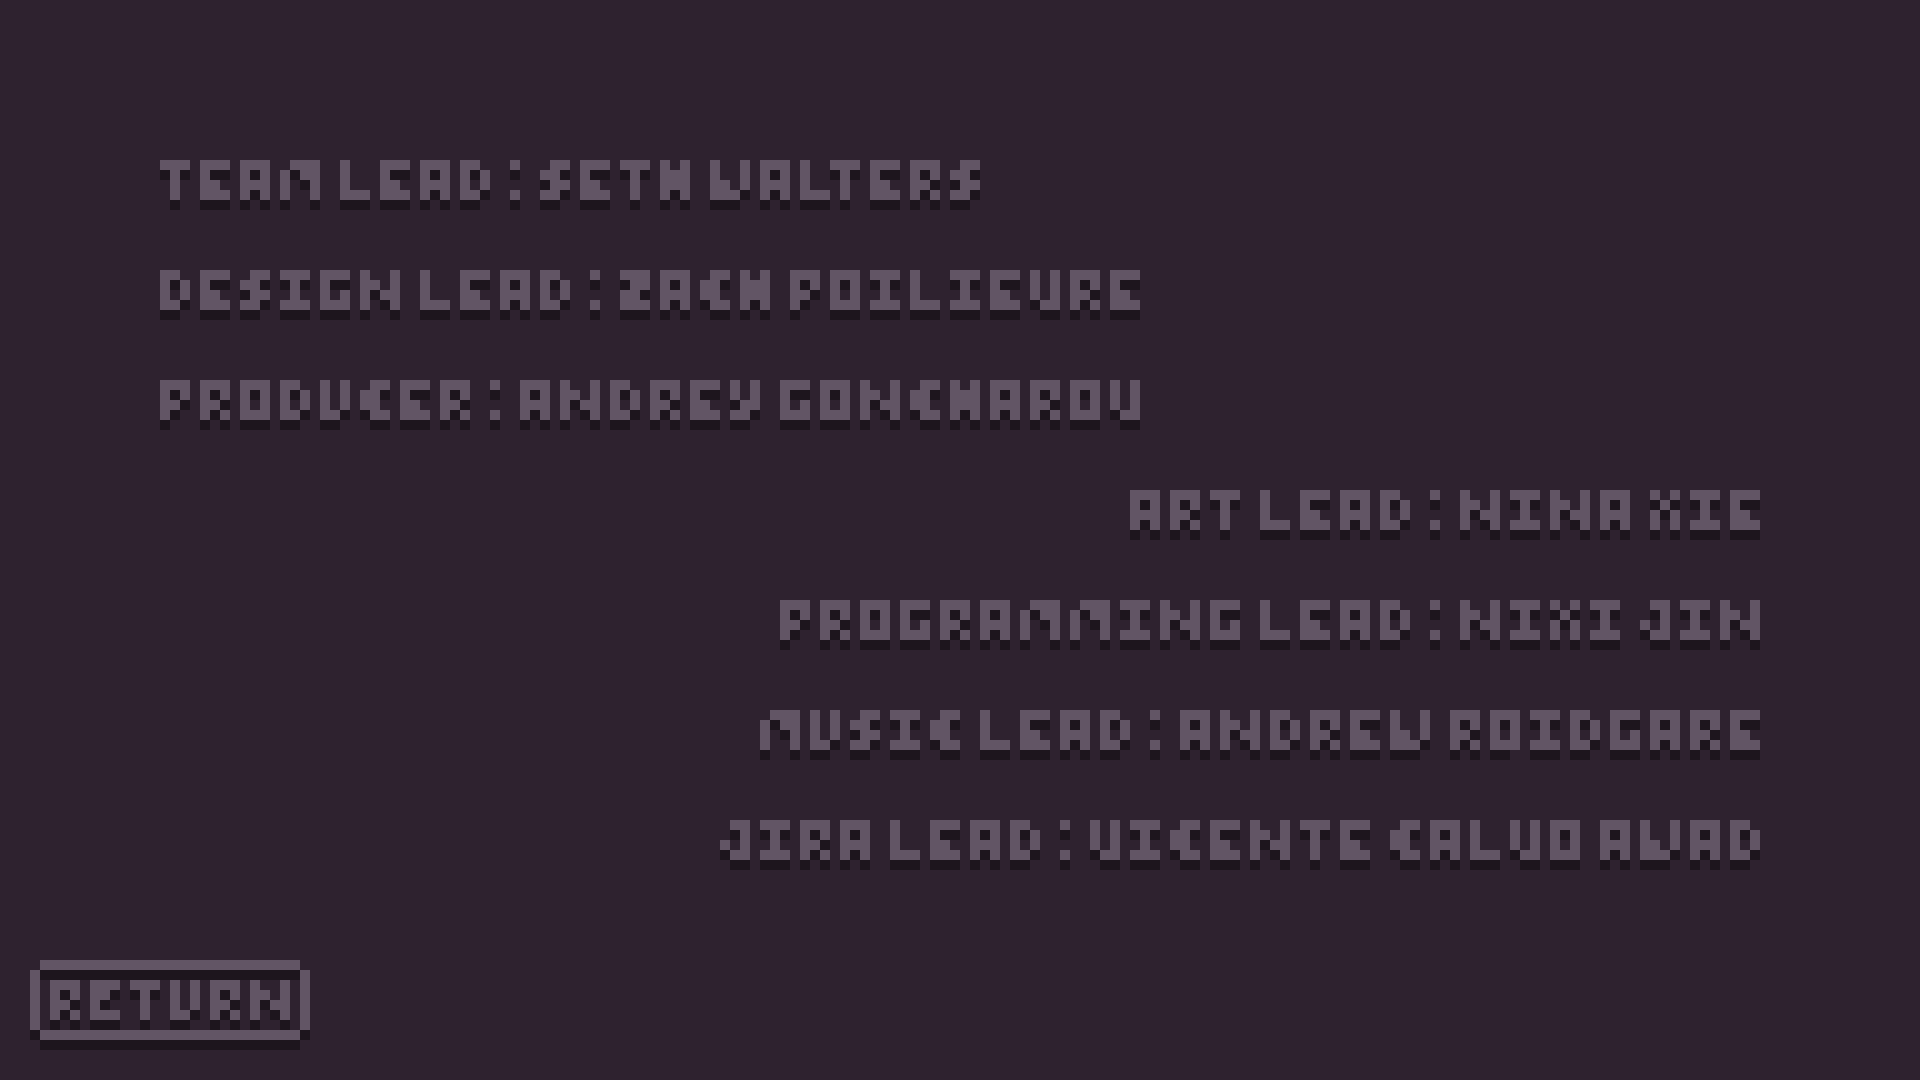 TEAM LEAD : SETH WALTERS
DESIGN LEAD : ZACH POILIEVRE
PRODUCER : ANDREY GONCHAROV
ART LEAD : NINA XIE
PROGRAMMING LEAD : NIXI JIN
MUSIC LEAD : ANDREW ROIDGARE
JIRA LEAD : VICENTE CALVO AWAD
RETURN